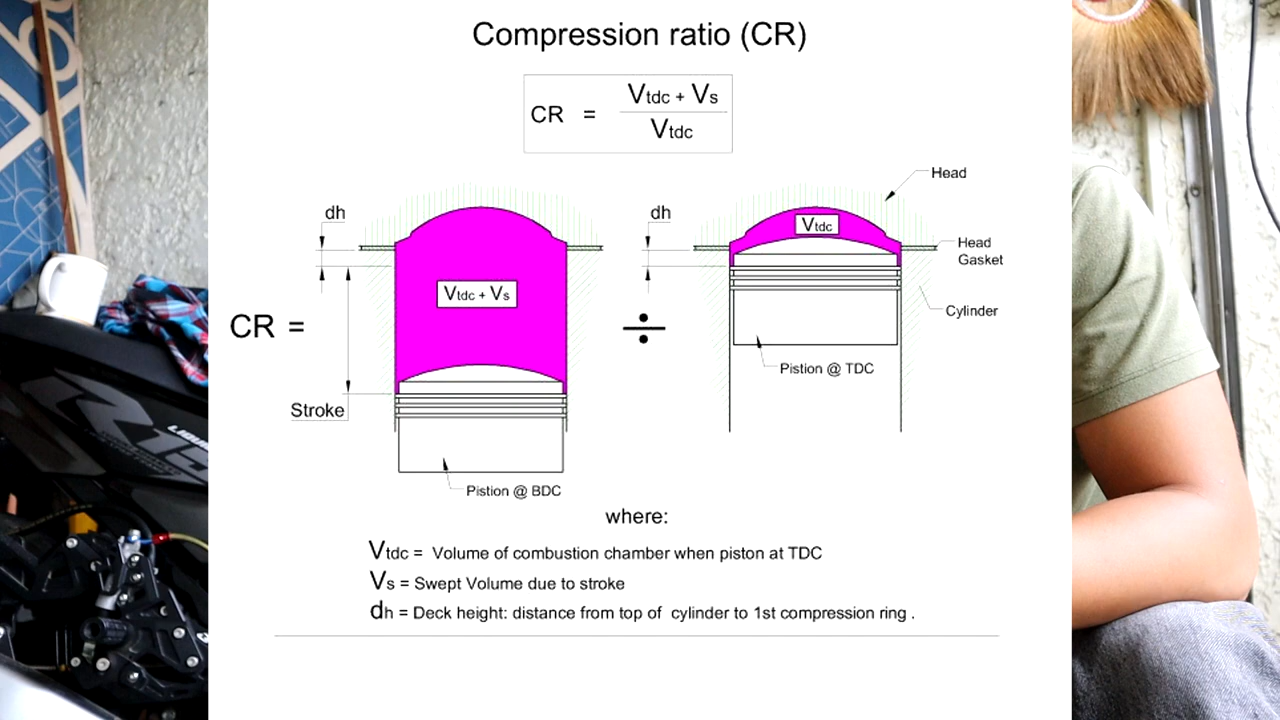 Compression ratio (CR)
CR = Vtdc + Vs
Vtdc
Head
dh
dh
Vtdc
Head
Gasket
Vtdc + Vs
Cylinder
CR =
÷
Pistion @ TDC
Stroke
Pistion @ BDC
where:
Vtdc = Volume of combustion chamber when piston at TDC
Vs = Swept Volume due to stroke
dh = Deck height: distance from top of cylinder to 1st compression ring .